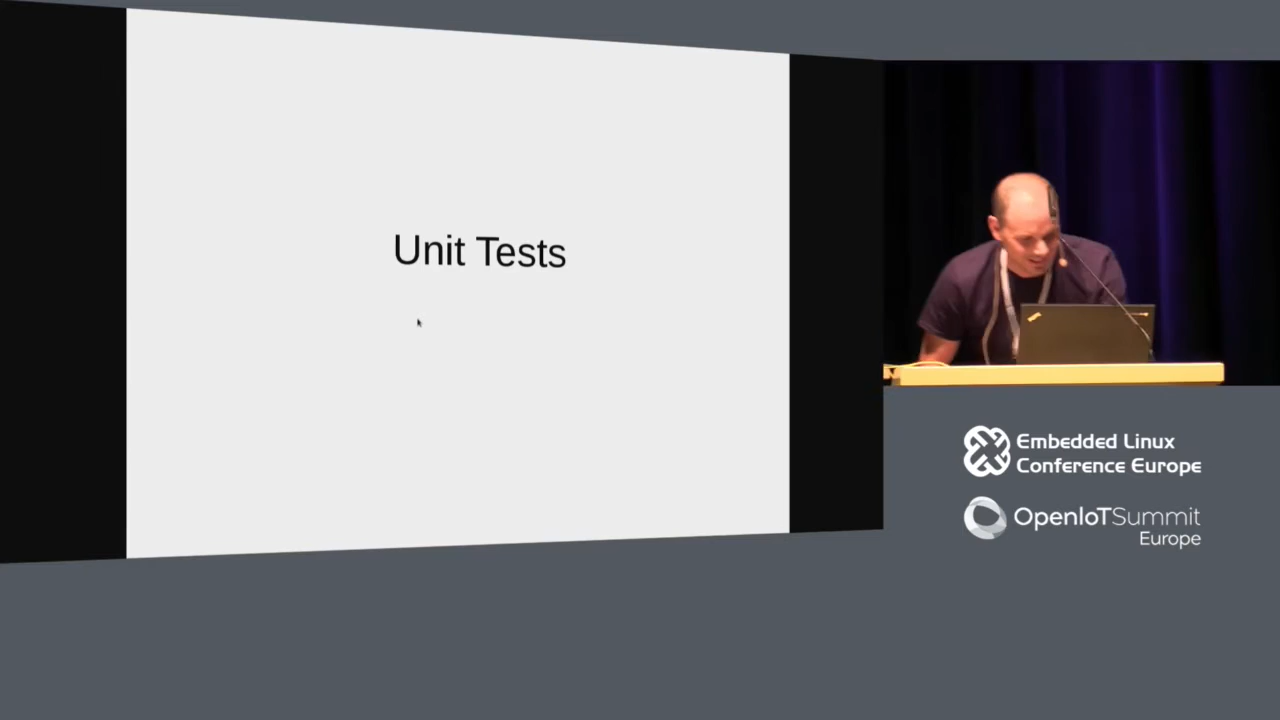 Unit Tests
Embedded Linux
Conference Europe
OpenIoTSummit
Europe